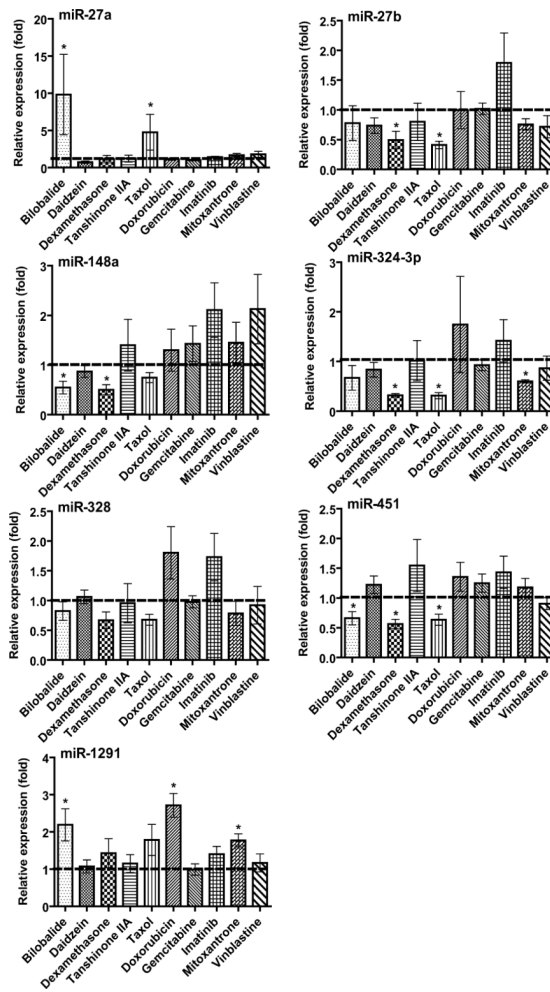 miR-27a
Relative expression (fold)
20
15
10
5
0
*
*
Bilobalide
Daidzein
Dexamethasone
Tanshinone IIA
Taxol
Doxorubicin
Gemcitabine
Imatinib
Mitoxantrone
Vinblastine
miR-27b
Relative expression (fold)
2.5
2.0
1.5
1.0
0.5
0.0
*
*
Bilobalide
Daidzein
Dexamethasone
Tanshinone IIA
Taxol
Doxorubicin
Gemcitabine
Imatinib
Mitoxantrone
Vinblastine
miR-148a
Relative expression (fold)
3
2
1
0
*
*
Bilobalide
Daidzein
Dexamethasone
Tanshinone IIA
Taxol
Doxorubicin
Gemcitabine
Imatinib
Mitoxantrone
Vinblastine
miR-324-3p
Relative expression (fold)
3
2
1
0
*
*
*
Bilobalide
Daidzein
Dexamethasone
Tanshinone IIA
Taxol
Doxorubicin
Gemcitabine
Imatinib
Mitoxantrone
Vinblastine
miR-328
Relative expression (fold)
2.5
2.0
1.5
1.0
0.5
0.0
Bilobalide
Daidzein
Dexamethasone
Tanshinone IIA
Taxol
Doxorubicin
Gemcitabine
Imatinib
Mitoxantrone
Vinblastine
miR-451
Relative expression (fold)
2.5
2.0
1.5
1.0
0.5
0.0
*
*
*
Bilobalide
Daidzein
Dexamethasone
Tanshinone IIA
Taxol
Doxorubicin
Gemcitabine
Imatinib
Mitoxantrone
Vinblastine
miR-1291
Relative expression (fold)
4
3
2
1
0
*
*
*
Bilobalide
Daidzein
Dexamethasone
Tanshinone IIA
Taxol
Doxorubicin
Gemcitabine
Imatinib
Mitoxantrone
Vinblastine